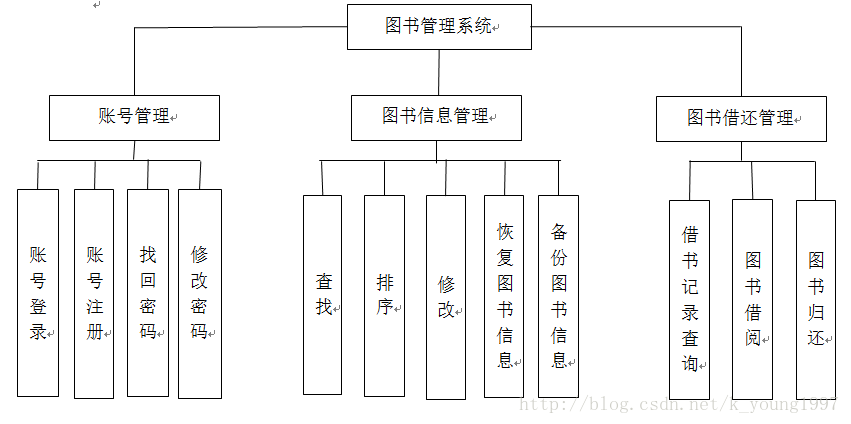 图书管理系统
账号管理
图书信息管理
图书借还管理
账号登录
账号注册
找回密码
修改密码
查找
排序
修改
恢复图书信息
备份图书信息
借书记录查询
图书借阅
图书归还
http://blog.csdn.net/k_young1997